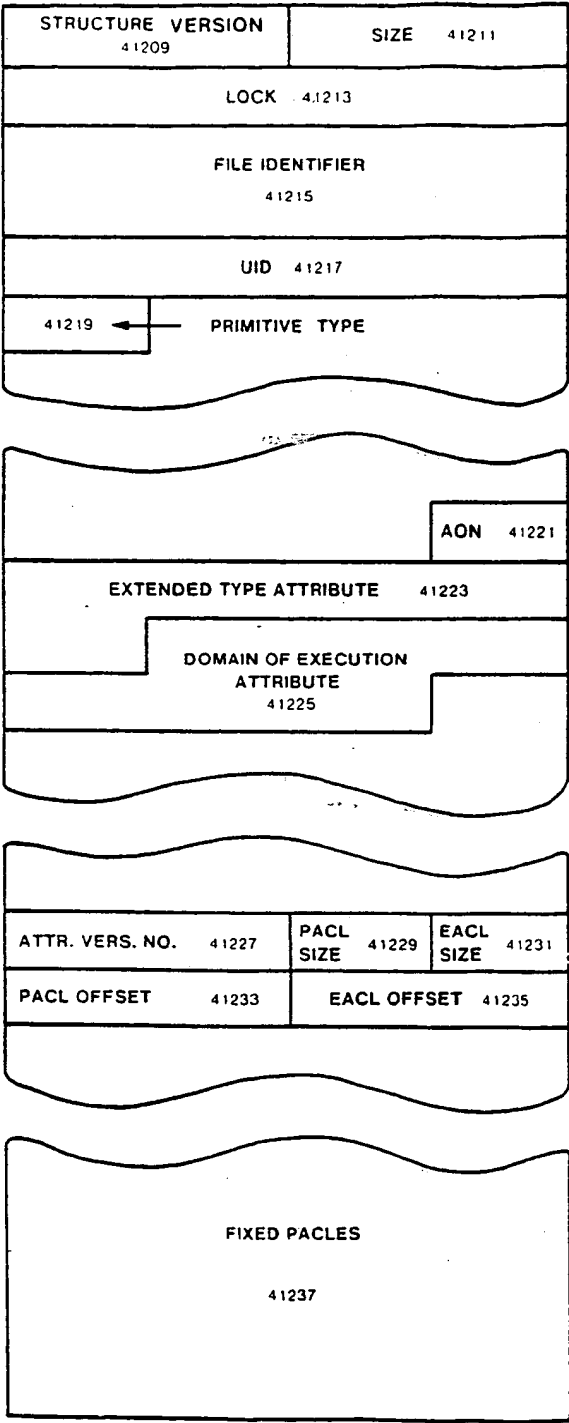 STRUCTURE VERSION
41209
SIZE 41211
LOCK 41213
FILE IDENTIFIER
41215
UID 41217
41219 PRIMITIVE TYPE
AON 41221
EXTENDED TYPE ATTRIBUTE 41223
DOMAIN OF EXECUTION
ATTRIBUTE
41225
ATTR. VERS. NO. 41227
PACL
SIZE 41229
EACL
SIZE 41231
PACL OFFSET 41233
EACL OFFSET 41235
FIXED PACLES
41237